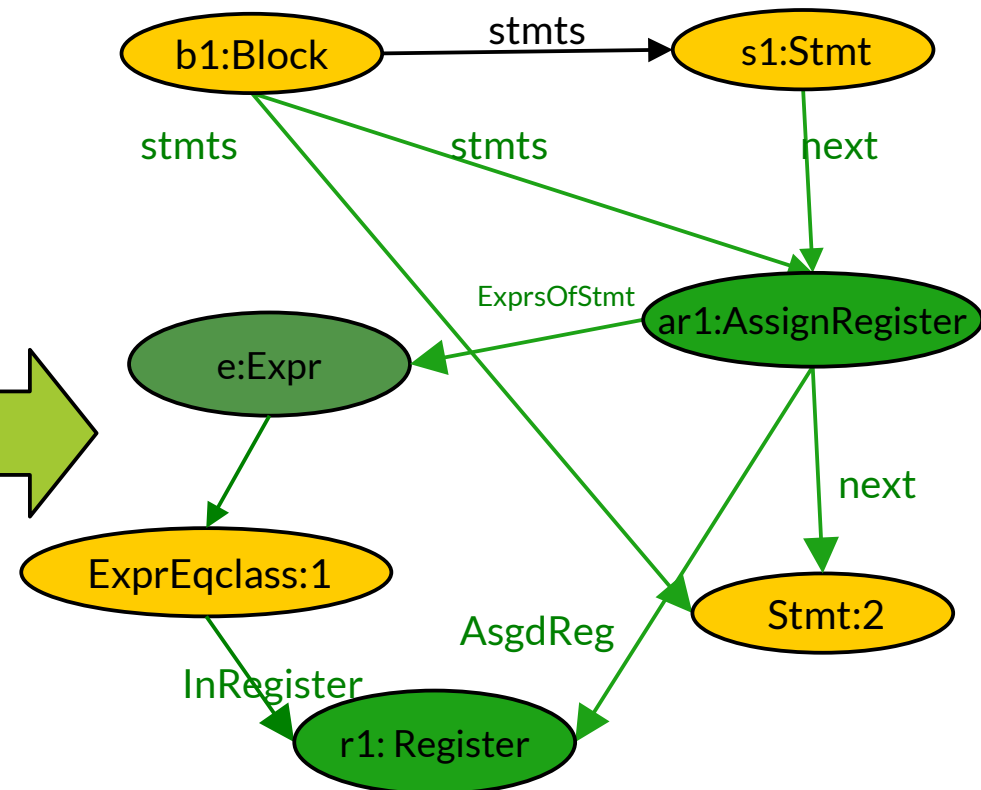 b1:Block
stmts
s1:Stmt
stmts
stmts
next
ExprsOfStmt
ar1:AssignRegister
e:Expr
next
ExprEqclass:1
Stmt:2
AsgdReg
InRegister
r1: Register